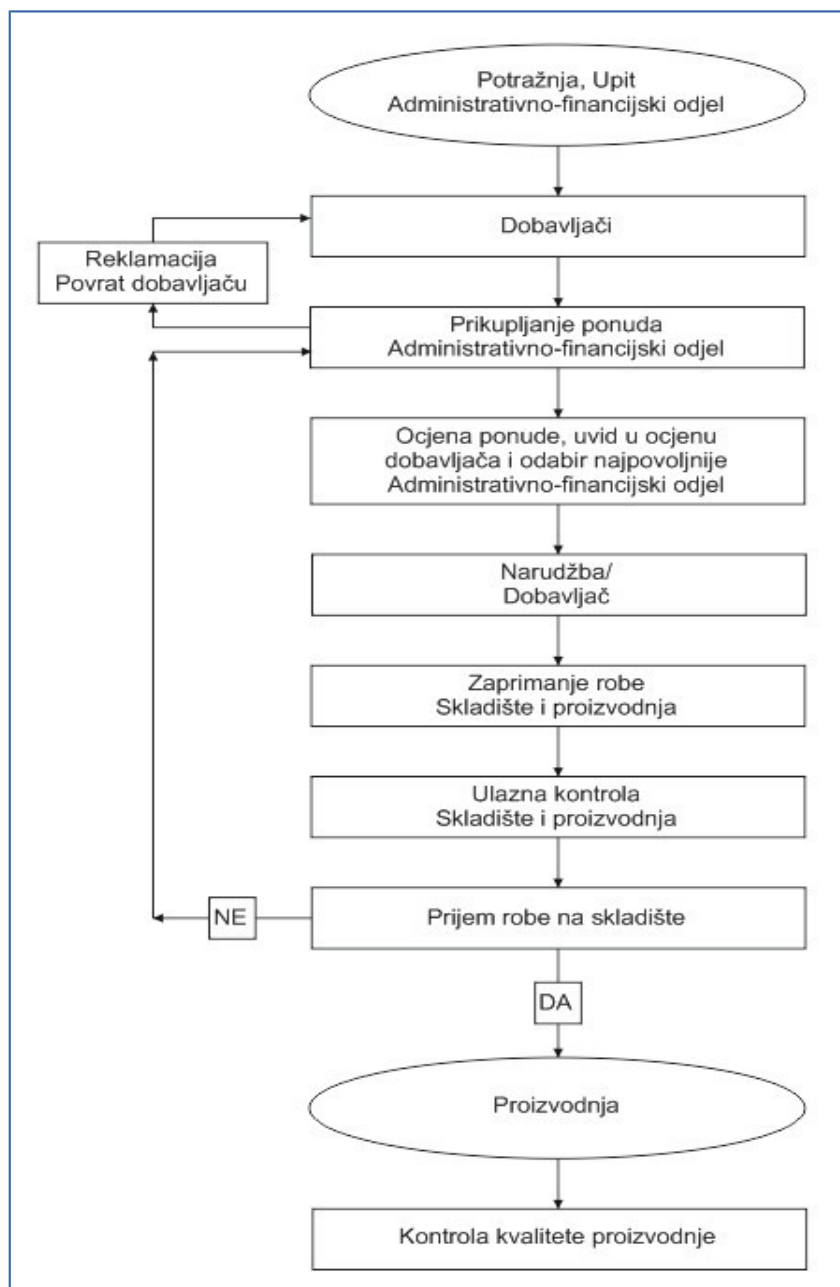 Potražnja, Upit
Administrativno-financijski odjel
Dobavljači
Reklamacija
Povrat dobavljaču
Prikupljanje ponuda
Administrativno-financijski odjel
Ocjena ponude, uvid u ocjenu
dobavljača i odabir najpovoljnije
Administrativno-financijski odjel
Narudžba/
Dobavljač
Zaprimanje robe
Skladište i proizvodnja
Ulazna kontrola
Skladište i proizvodnja
NE
Prijem robe na skladište
DA
Proizvodnja
Kontrola kvalitete proizvodnje